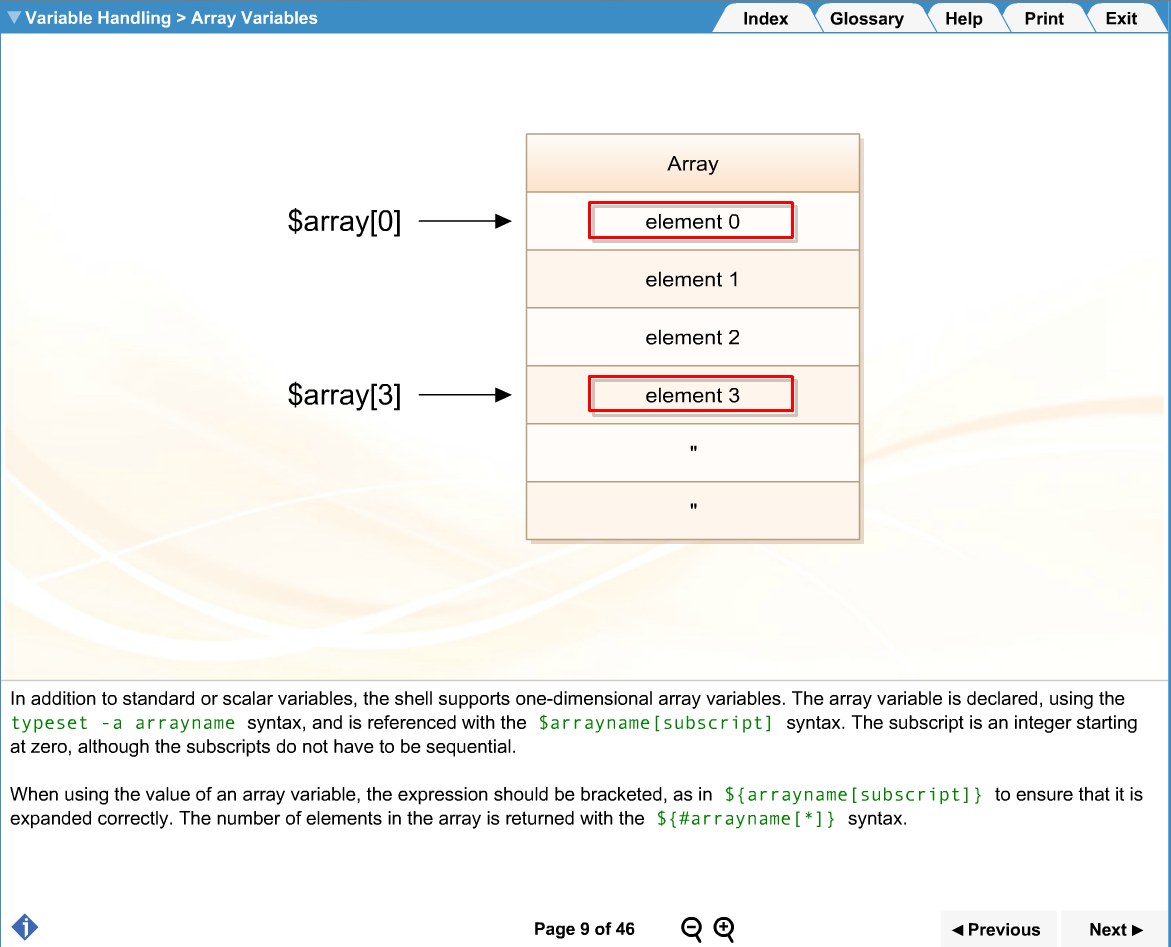 Variable Handling > Array Variables
Index Glossary Help Print Exit
Array
$array[0] element 0
element 1
element 2
$array[3] element 3
"
"
In addition to standard or scalar variables, the shell supports one-dimensional array variables. The array variable is declared, using the
typeset -a arrayname syntax, and is referenced with the $arrayname[subscript] syntax. The subscript is an integer starting
at zero, although the subscripts do not have to be sequential.
When using the value of an array variable, the expression should be bracketed, as in ${arrayname[subscript]} to ensure that it is
expanded correctly. The number of elements in the array is returned with the ${#arrayname[*]} syntax.
i
Page 9 of 46
Previous Next